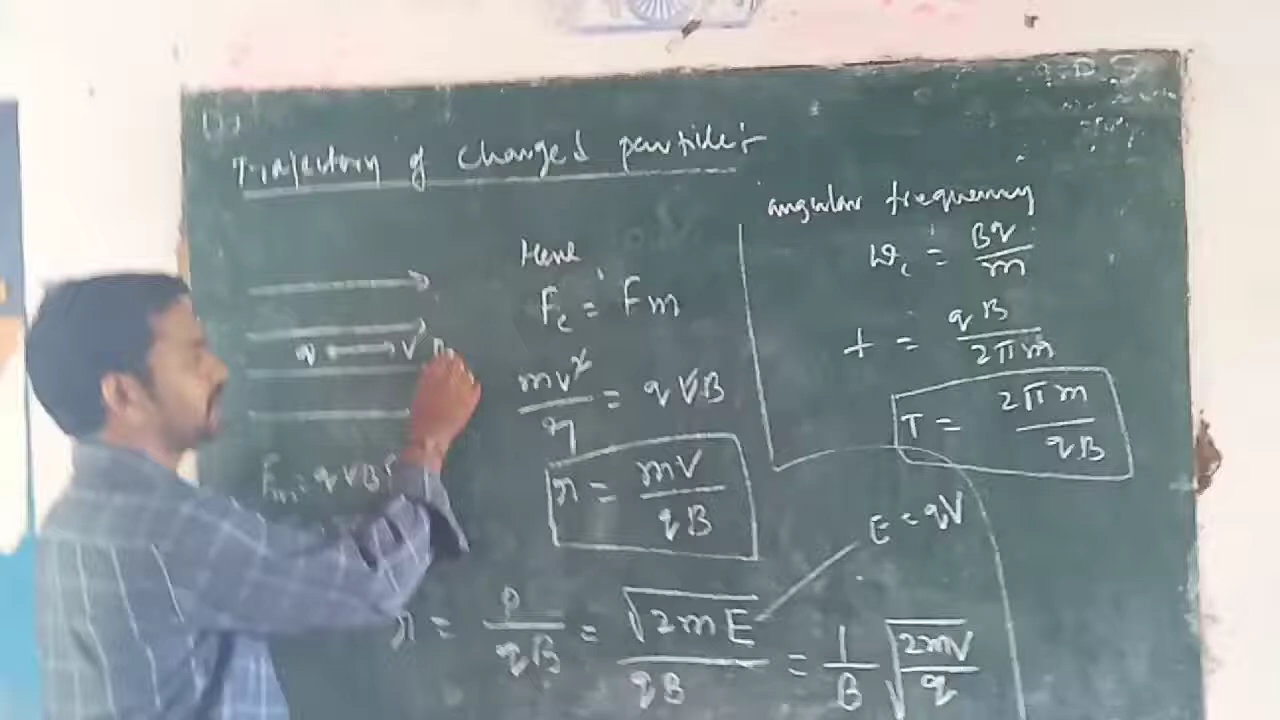 Trajectory of charged particle:-
q → v
Fm = qVB
Here
Fc = Fm
mv²/r = qVB
r = mV/qB
r = p/qB = √2mE/qB = 1/B √2mV/q
angular frequency
ωc = Bq/m
f = qB/2πm
T = 2πm/qB
E = qV